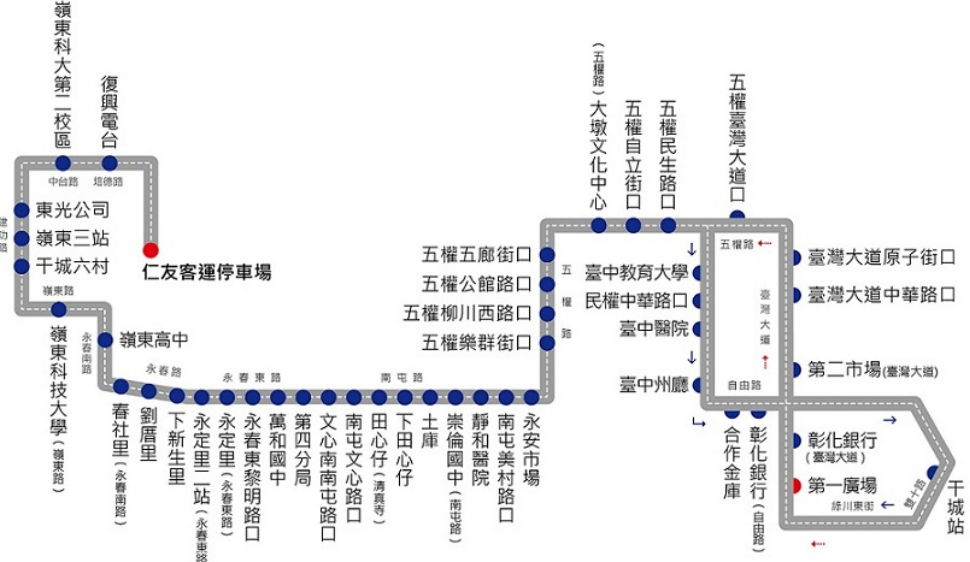 嶺東科大第二校區
復興電台
中台路
培德路
東光公司
嶺東三站
干城六村
建功路
仁友客運停車場
嶺東路
嶺東科技大學(嶺東路)
永春南路
嶺東高中
永春路
春社里(永春南路)
劉厝里
下新生里
永春東路
永定里二站(永春東路)
永定里(永春東路)
永春東黎明路口
萬和國中
第四分局
文心南南屯路口
南屯文心路口
南屯路
田心仔(清真寺)
下田心仔
土庫
崇倫國中(南屯路)
靜和醫院
南屯美村路口
永安市場
五權五廊街口
五權公館路口
五權柳川西路口
五權樂群街口
五權路
(五權路)大墩文化中心
五權自立街口
五權民生路口
五權臺灣大道口
五權路
臺中教育大學
民權中華路口
臺中醫院
臺中州廳
臺灣大道
臺灣大道原子街口
臺灣大道中華路口
第二市場(臺灣大道)
自由路
合作金庫
彰化銀行(自由路)
彰化銀行
(臺灣大道)
第一廣場
綠川東街
雙十路
干城站